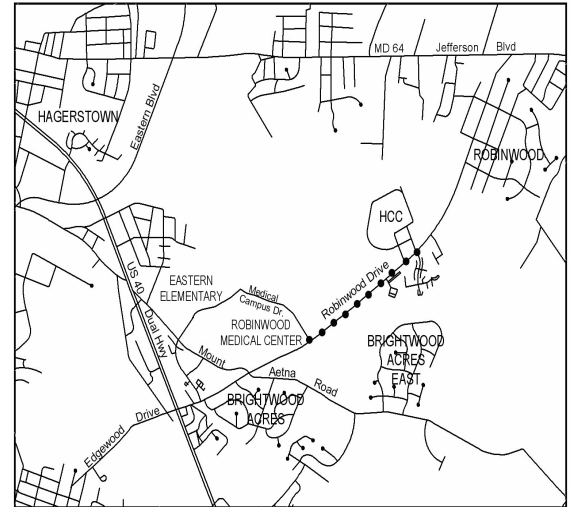 MD 64 Jefferson Blvd
HAGERSTOWN
Eastern Blvd
ROBINWOOD
HCC
Robinwood Drive
US 40
Dual Hwy
EASTERN
ELEMENTARY
Medical
Campus Dr.
ROBINWOOD
MEDICAL CENTER
Mount Aetna Road
BRIGHTWOOD
ACRES
EAST
BRIGHTWOOD
ACRES
Edgewood Drive